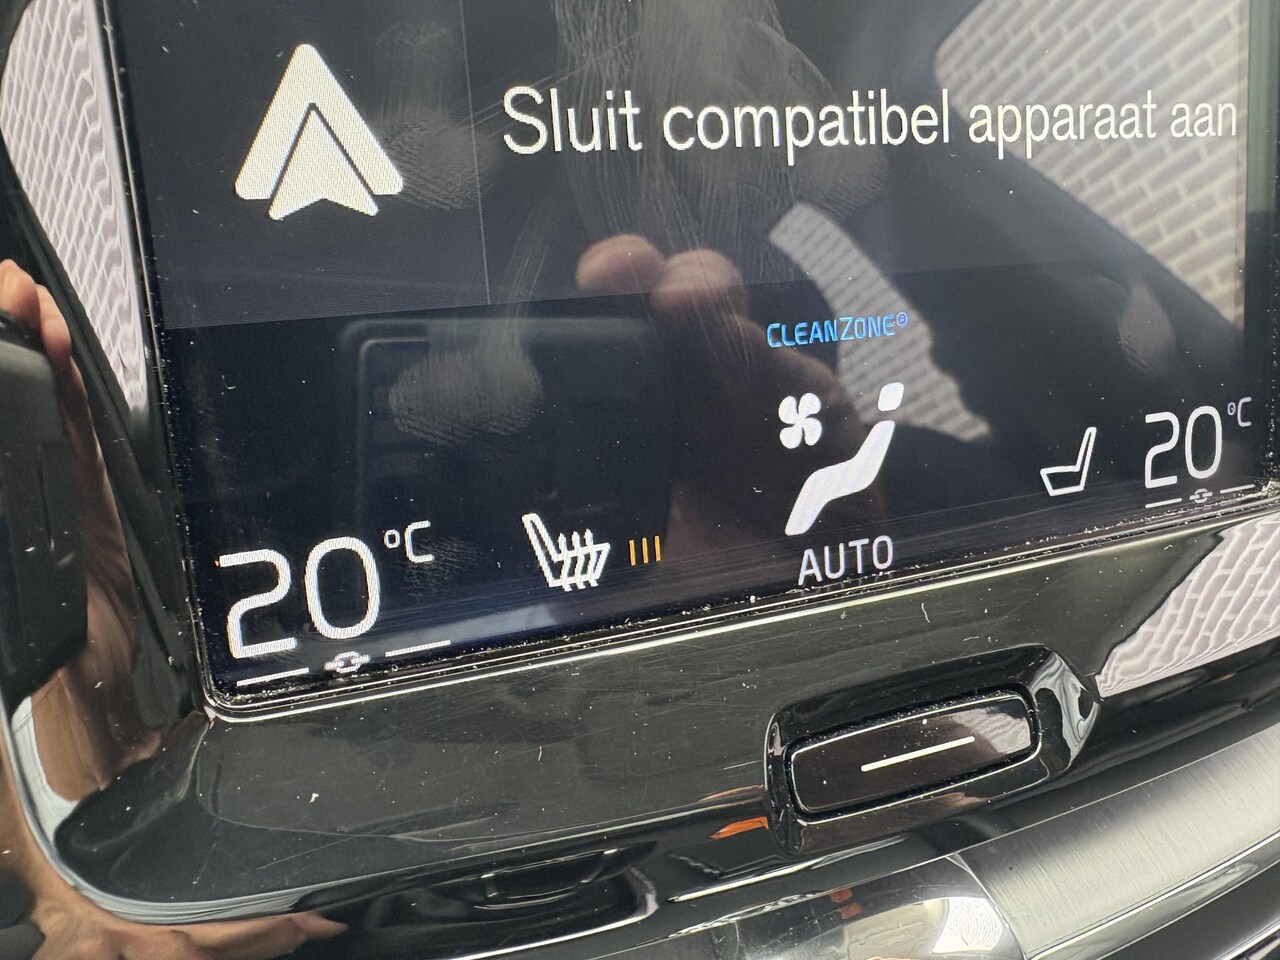 Sluit compatibel apparaat aan
CLEANZONE®
20°C
20°C
AUTO